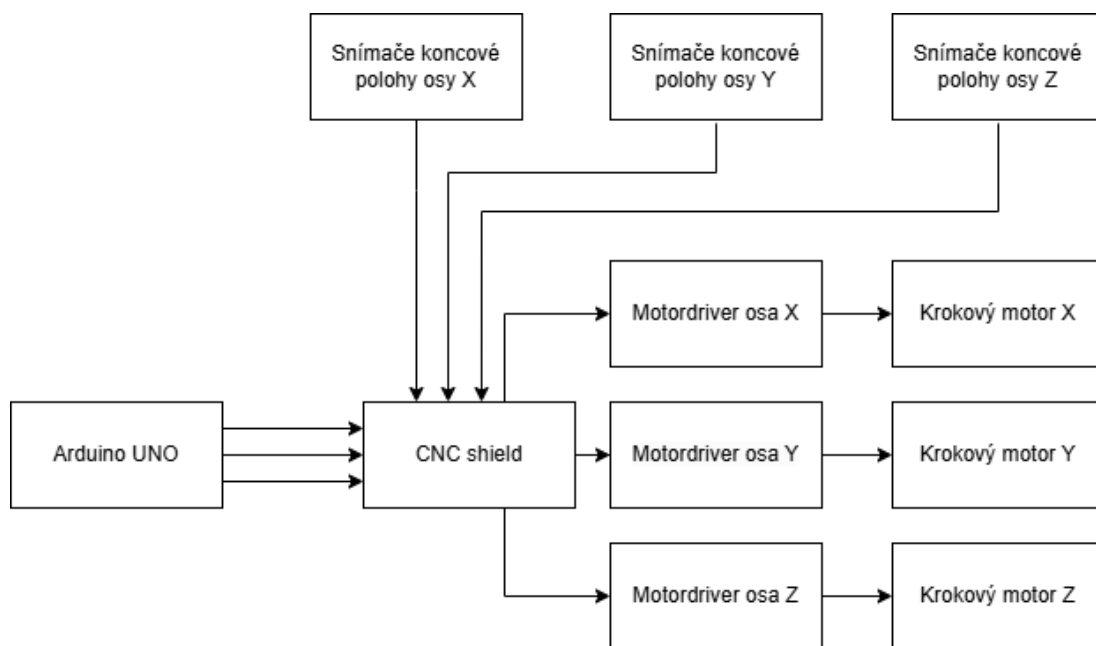 Snímače koncové
polohy osy X
Snímače koncové
polohy osy Y
Snímače koncové
polohy osy Z
Motordriver osa X
Krokový motor X
Arduino UNO
CNC shield
Motordriver osa Y
Krokový motor Y
Motordriver osa Z
Krokový motor Z